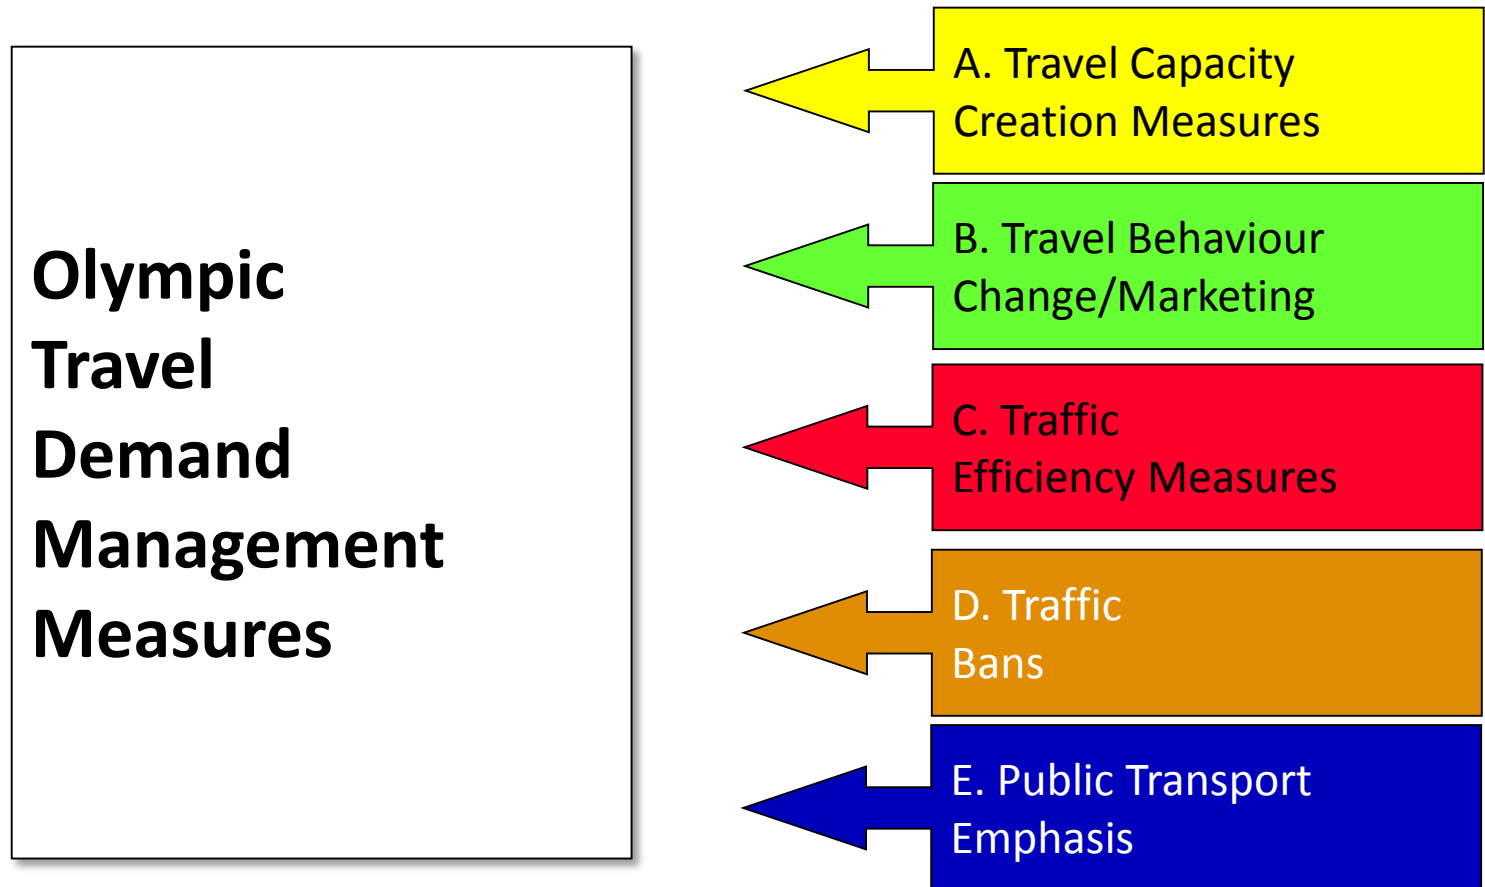 Olympic
Travel
Demand
Management
Measures
A. Travel Capacity
Creation Measures
B. Travel Behaviour
Change/Marketing
C. Traffic
Efficiency Measures
D. Traffic
Bans
E. Public Transport
Emphasis